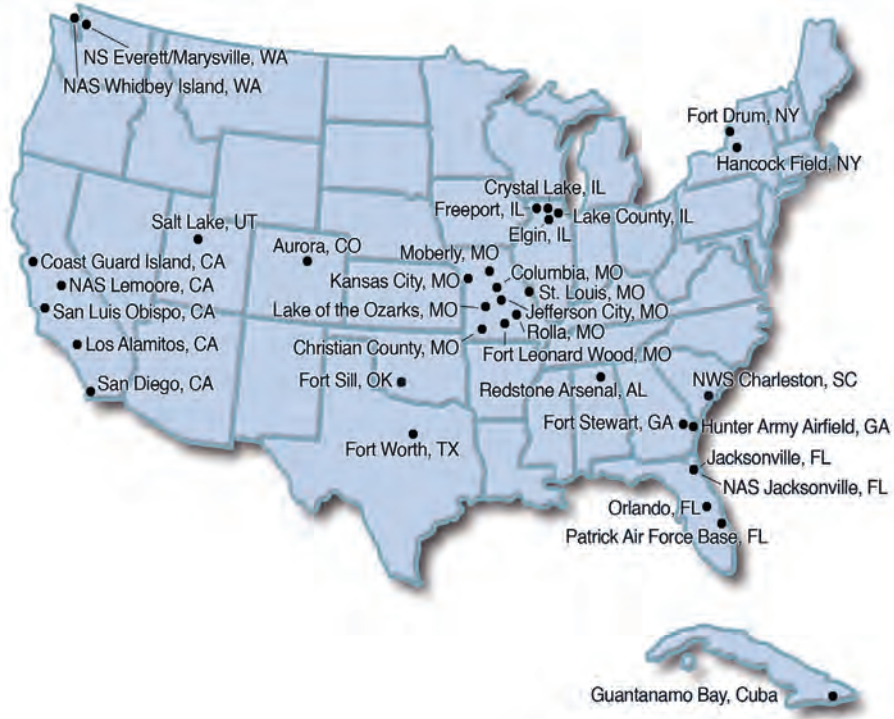 NS Everett/Marysville, WA
NAS Whidbey Island, WA
Fort Drum, NY
Hancock Field, NY
Crystal Lake, IL
Freeport, IL
Lake County, IL
Elgin, IL
Salt Lake, UT
Aurora, CO
Moberly, MO
Coast Guard Island, CA
Kansas City, MO
Columbia, MO
NAS Lemoore, CA
St. Louis, MO
San Luis Obispo, CA
Lake of the Ozarks, MO
Jefferson City, MO
Rolla, MO
Los Alamitos, CA
Christian County, MO
Fort Leonard Wood, MO
San Diego, CA
Fort Sill, OK
Redstone Arsenal, AL
NWS Charleston, SC
Fort Stewart, GA
Hunter Army Airfield, GA
Fort Worth, TX
Jacksonville, FL
NAS Jacksonville, FL
Orlando, FL
Patrick Air Force Base, FL
Guantanamo Bay, Cuba